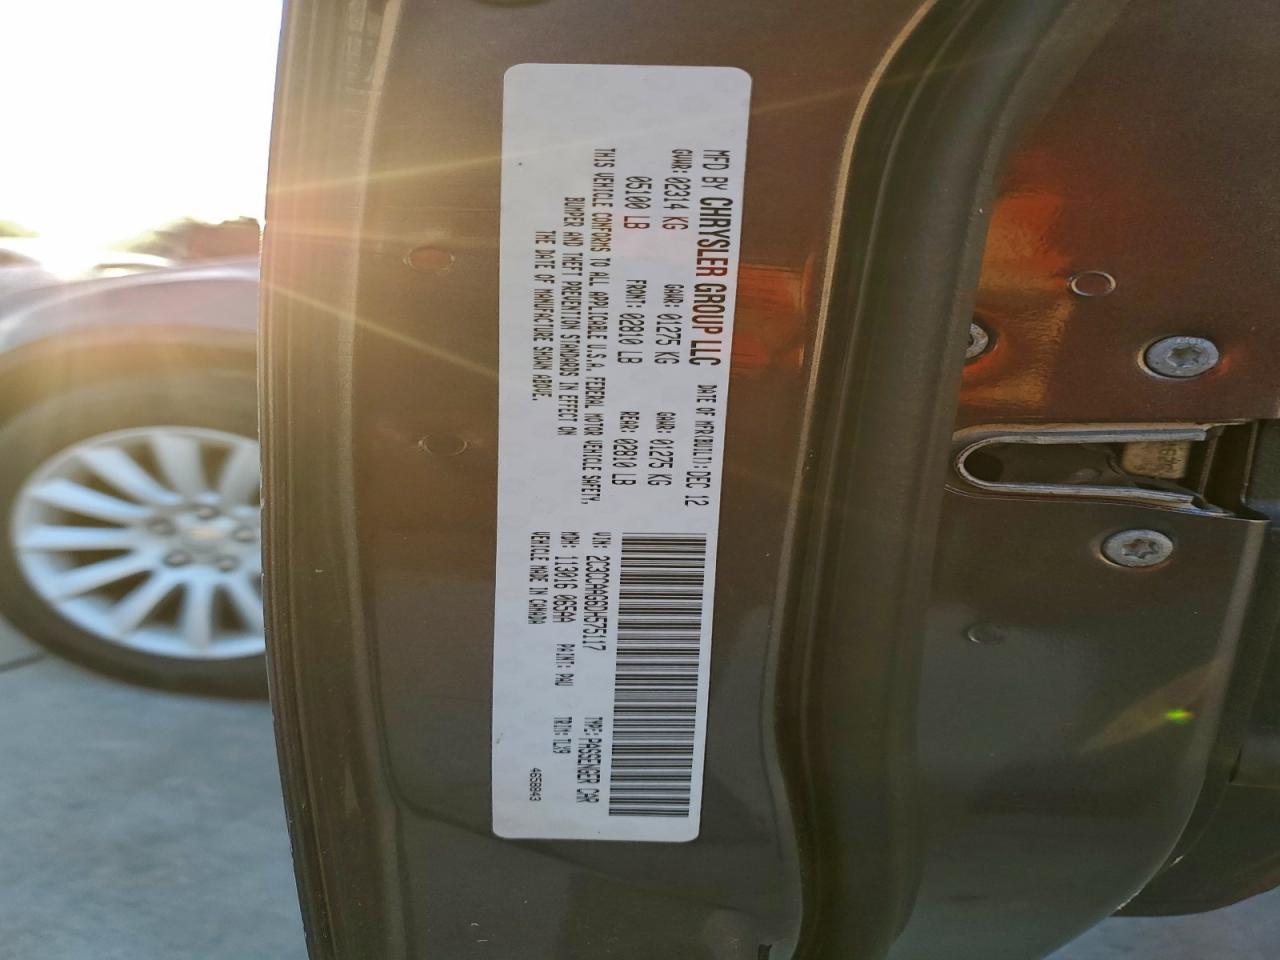 MFD BY CHRYSLER GROUP LLC DATE OF MFR(BUILT): DEC 12
GVWR: 02314 KG GAWR: 01275 KG GAWR: 01275 KG
05100 LB FRONT: 02810 LB REAR: 02810 LB
THIS VEHICLE CONFORMS TO ALL APPLICABLE U.S.A. FEDERAL MOTOR VEHICLE SAFETY,
BUMPER AND THEFT PREVENTION STANDARDS IN EFFECT ON
THE DATE OF MANUFACTURE SHOWN ABOVE.
VIN: 2C3CCAAG6DH575117 TYPE: PASSENGER CAR
MDH: 113016 065AA PAINT: PAU TRIM: TLX9
VEHICLE MADE IN CANADA 4658843